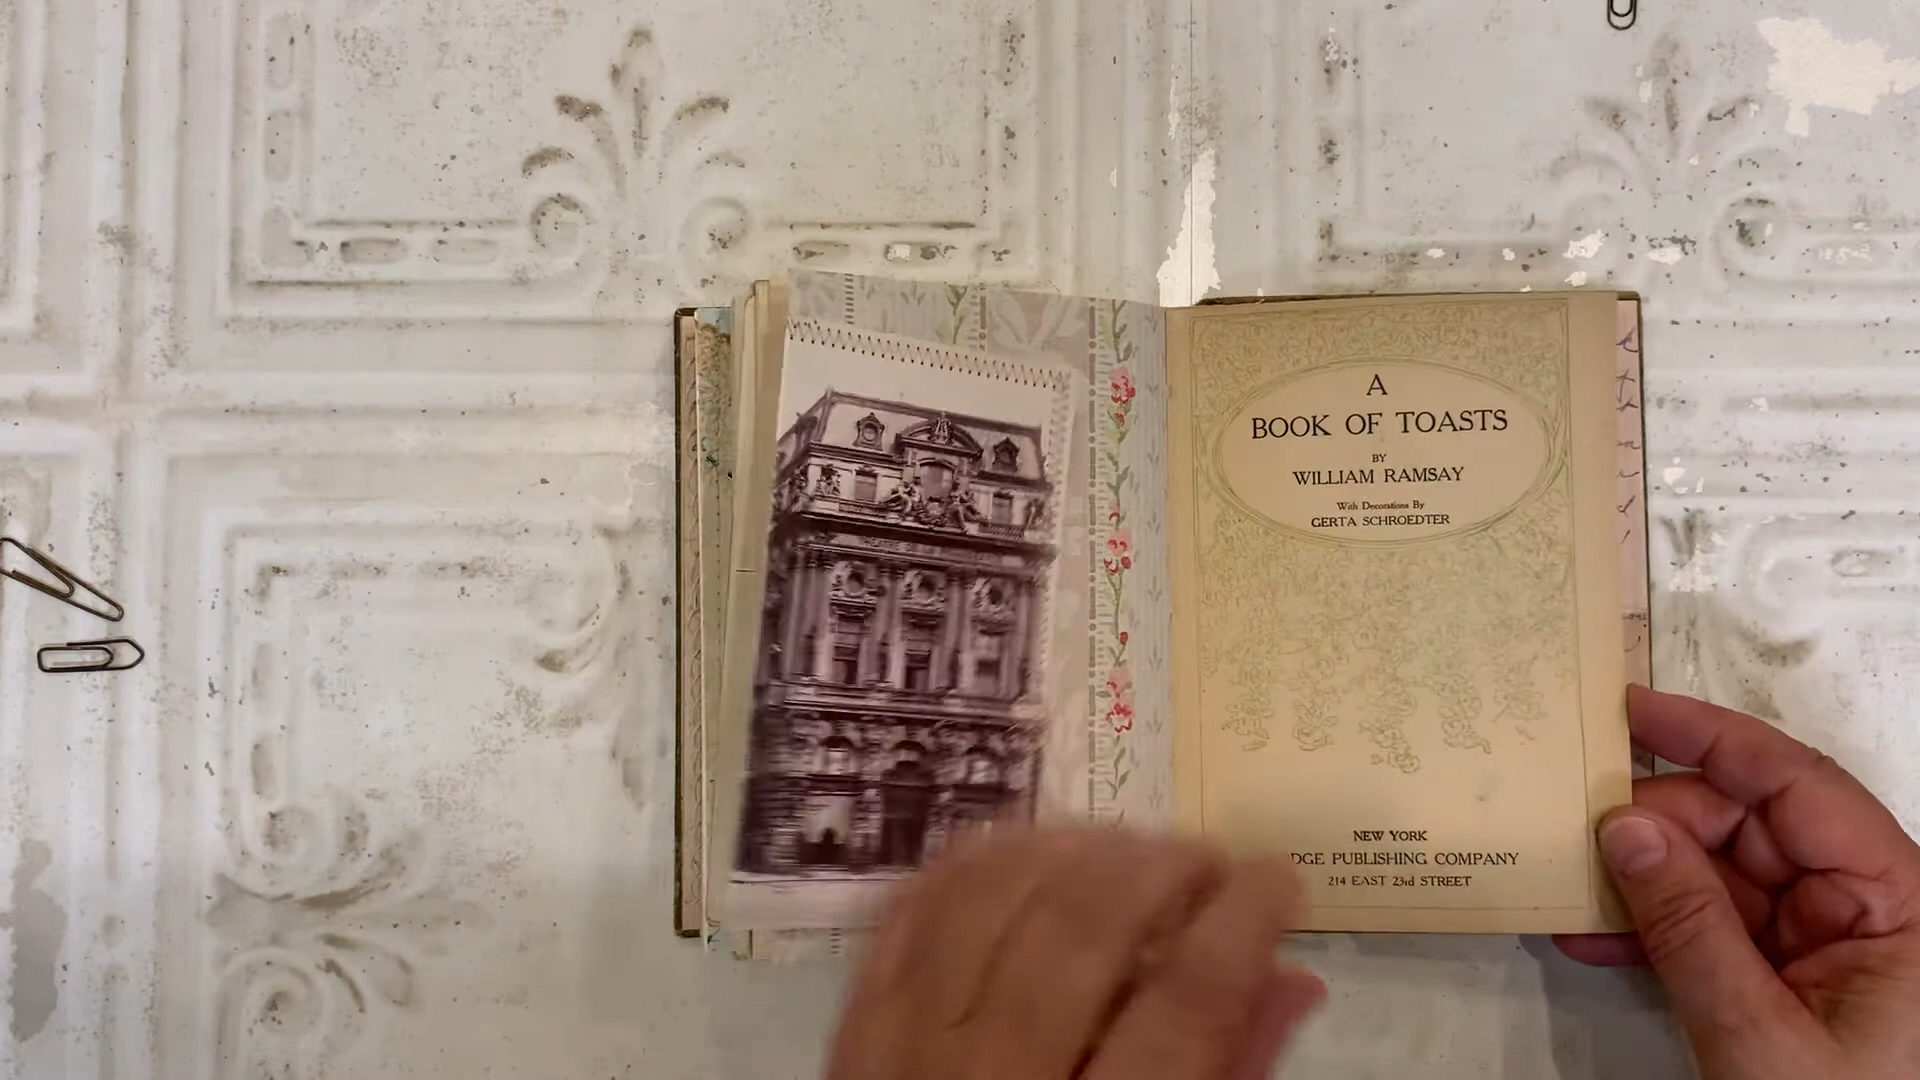 A
BOOK OF TOASTS
BY
WILLIAM RAMSAY
With Decorations By
GERTA SCHROEDTER
NEW YORK
DGE PUBLISHING COMPANY
214 EAST 23rd STREET